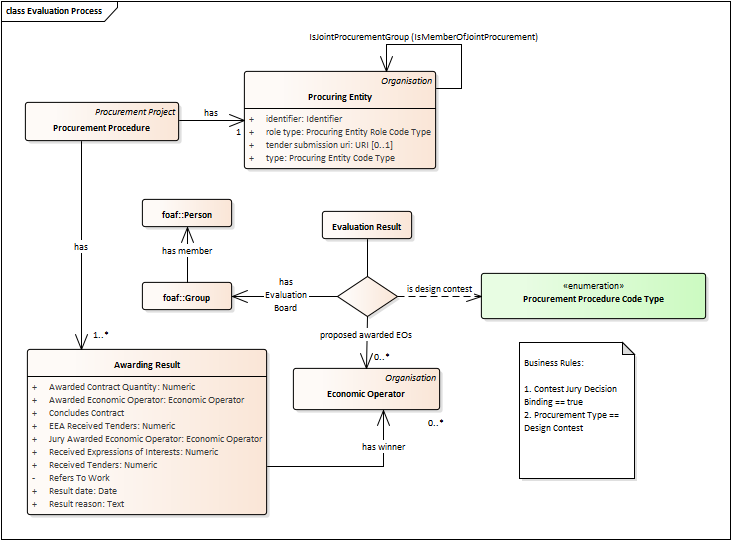 class Evaluation Process
IsJointProcurementGroup (IsMemberOfJointProcurement)
Organisation
Procuring Entity
+ identifier: Identifier
+ role type: Procuring Entity Role Code Type
+ tender submission uri: URI [0..1]
+ type: Procuring Entity Code Type
Procurement Project
Procurement Procedure
has
1
foaf::Person
Evaluation Result
has
has member
foaf::Group
has
Evaluation
Board
is design contest
«enumeration»
Procurement Procedure Code Type
proposed awarded EOs
1..*
0..*
Awarding Result
+ Awarded Contract Quantity: Numeric
+ Awarded Economic Operator: Economic Operator
+ Concludes Contract
+ EEA Received Tenders: Numeric
+ Jury Awarded Economic Operator: Economic Operator
+ Received Expressions of Interests: Numeric
+ Received Tenders: Numeric
- Refers To Work
+ Result date: Date
+ Result reason: Text
Organisation
Economic Operator
0..*
has winner
Business Rules:
1. Contest Jury Decision
Binding == true
2. Procurement Type ==
Design Contest